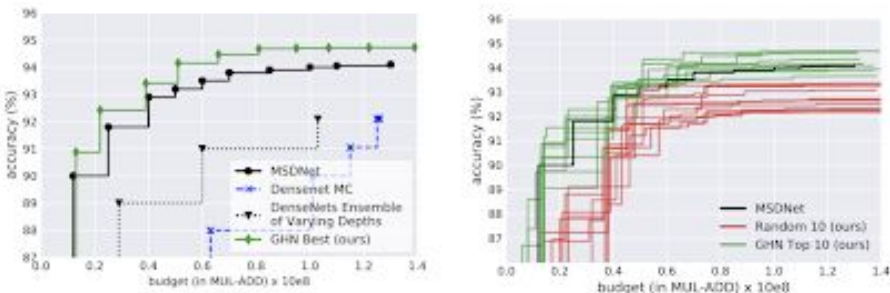 96
95
94
93
92
91
90
89
88
82
accuracy (%)
0.0 0.2 0.4 0.6 0.8 1.0 1.2 1.4
budget (in MUL-ADD) x 10e8
MSDNet
Densenet MC
DenseNets Ensemble
of Varying Depths
GHN Best (ours)
96
95
94
93
92
91
90
89
88
87
accuracy (%)
0.0 0.2 0.4 0.6 0.8 1.0 1.2 1.4
budget (in MUL-ADD) x 10e8
MSDNet
Random 10 (ours)
GHN Top 10 (ours)